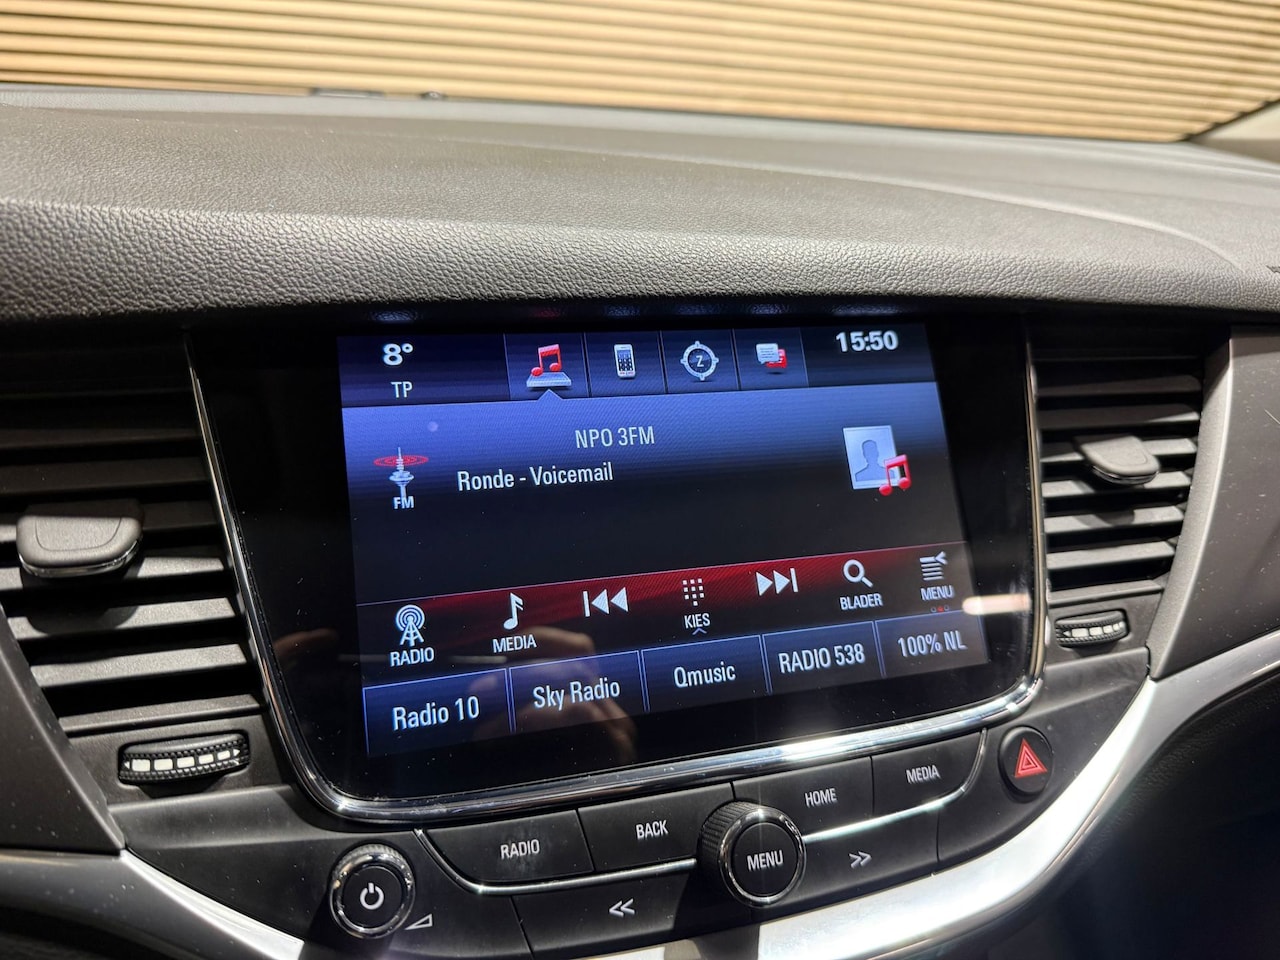 8°
15:50
TP
Z
NPO 3FM
Ronde - Voicemail
FM
RADIO
MEDIA
KIES
BLADER
MENU
Radio 10
Sky Radio
Qmusic
RADIO 538
100% NL
RADIO
BACK
HOME
MEDIA
MENU